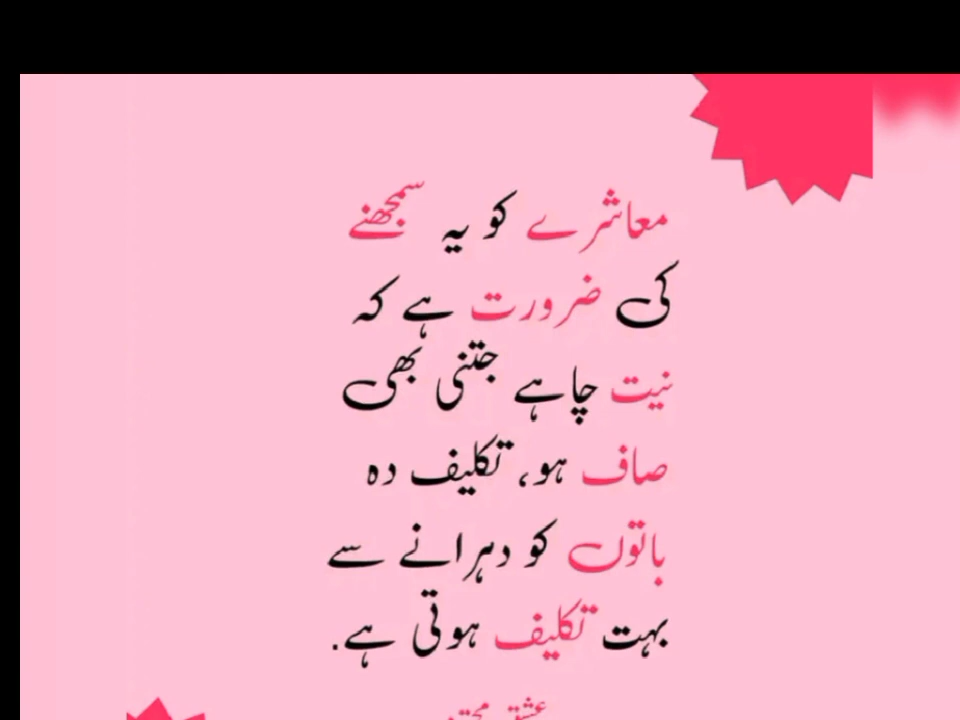 معاشرے کو یہ سمجھنے
کی ضرورت ہے کہ
نیت چاہے جتنی بھی
صاف ہو، تکلیف دہ
باتوں کو دہرانے سے
بہت تکلیف ہوتی ہے.